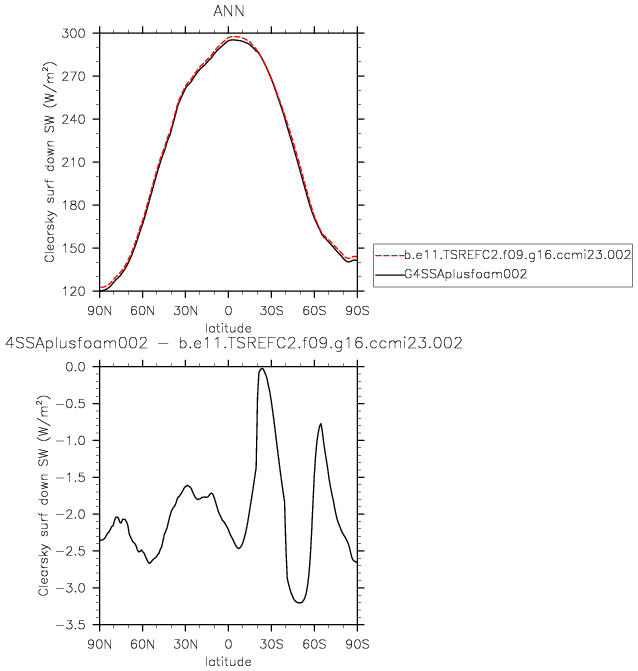 ANN
300
270
240
210
180
150
120
Clearsky surf down SW (W/m²)
90N 60N 30N 0 30S 60S 90S
latitude
b.e11.TSREFC2.f09.g16.ccmi23.002
G4SSAplusfoam002
4SSAplusfoam002 − b.e11.TSREFC2.f09.g16.ccmi23.002
0.0
−0.5
−1.0
−1.5
−2.0
−2.5
−3.0
−3.5
Clearsky surf down SW (W/m²)
90N 60N 30N 0 30S 60S 90S
latitude